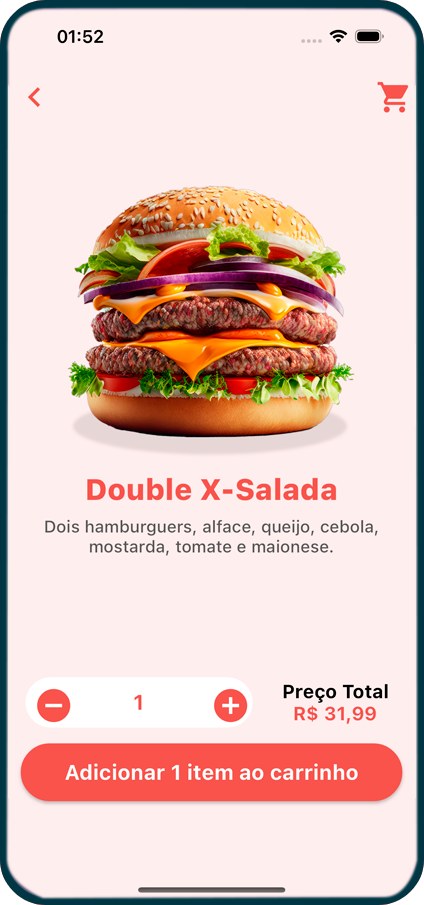 01:52
Double X-Salada
Dois hamburguers, alface, queijo, cebola,
mostarda, tomate e maionese.
1
Preço Total
R$ 31,99
Adicionar 1 item ao carrinho